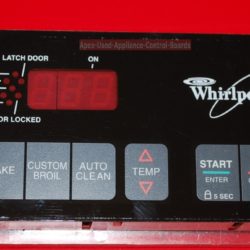 Apex-Used-Appliance-Control-Boards
LATCH DOOR
ON
OR LOCKED
Whirlpo
AKE
CUSTOM
BROIL
AUTO
CLEAN
TEMP
START
ENTER
5 SEC